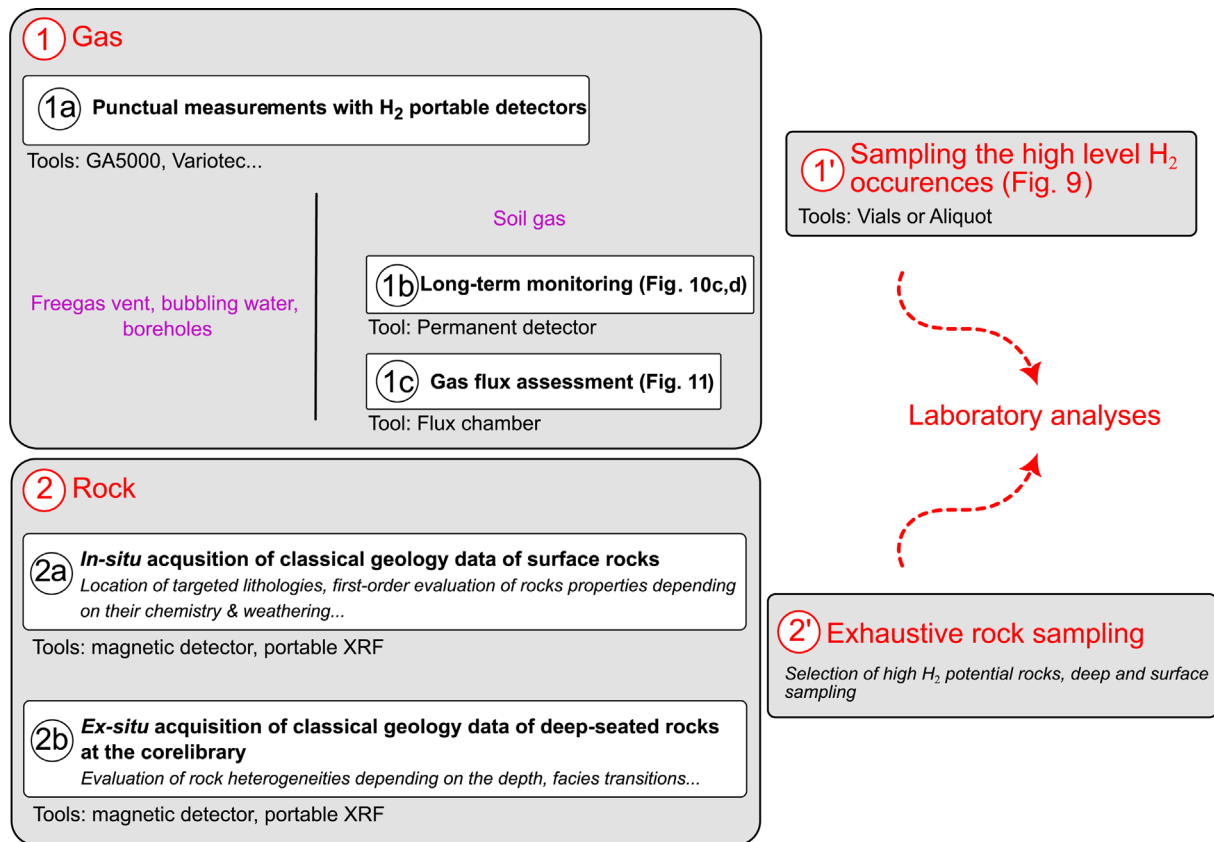 1 Gas
1a Punctual measurements with H₂ portable detectors
Tools: GA5000, Variotec...
Soil gas
Freegas vent, bubbling water,
boreholes
1b Long-term monitoring (Fig. 10c,d)
Tool: Permanent detector
1c Gas flux assessment (Fig. 11)
Tool: Flux chamber
2 Rock
2a In-situ acqusition of classical geology data of surface rocks
Location of targeted lithologies, first-order evaluation of rocks properties depending
on their chemistry & weathering...
Tools: magnetic detector, portable XRF
2b Ex-situ acquisition of classical geology data of deep-seated rocks
at the corelibrary
Evaluation of rock heterogeneities depending on the depth, facies transitions...
Tools: magnetic detector, portable XRF
1' Sampling the high level H₂
occurences (Fig. 9)
Tools: Vials or Aliquot
Laboratory analyses
2' Exhaustive rock sampling
Selection of high H₂ potential rocks, deep and surface
sampling